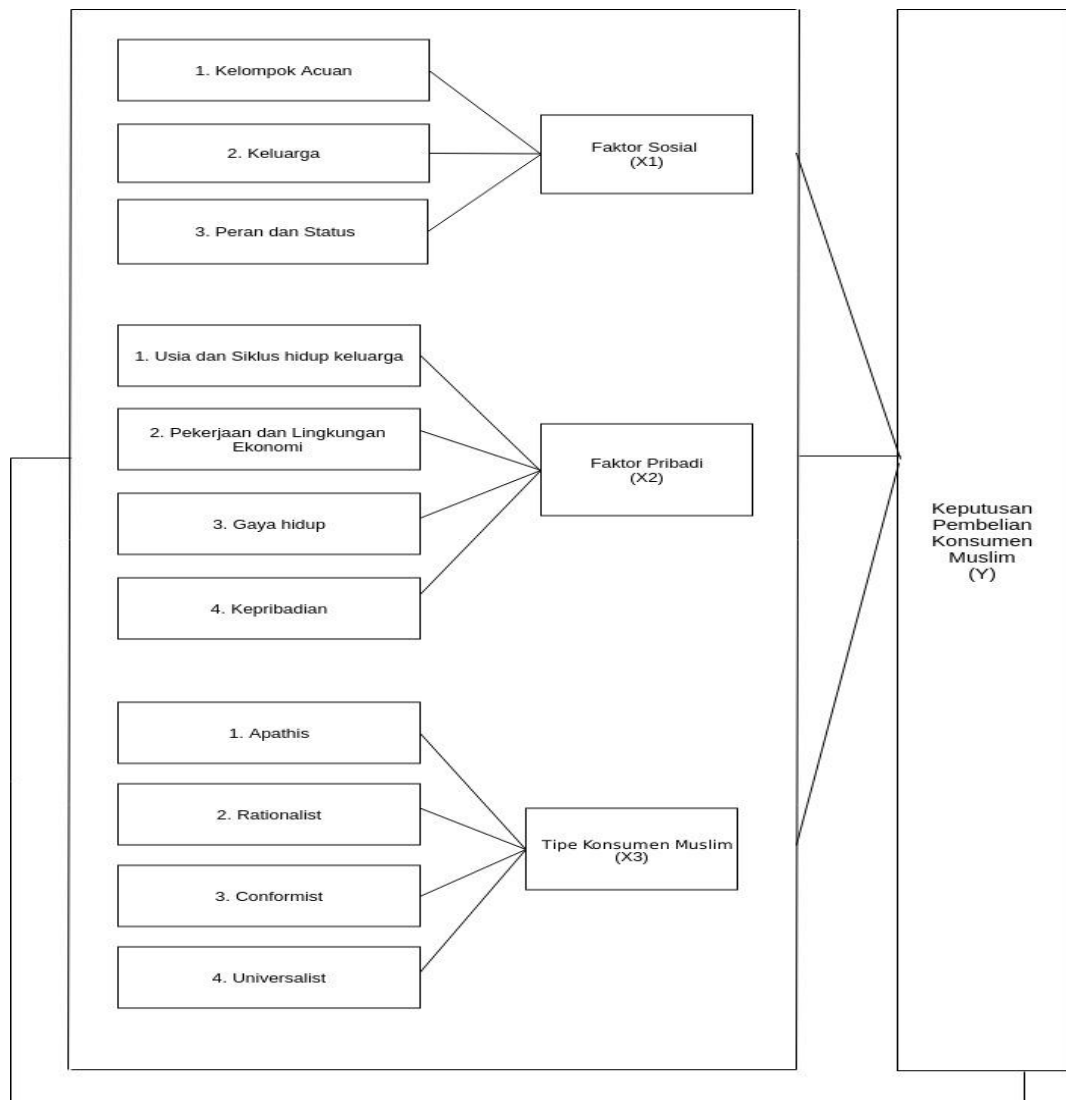 1. Kelompok Acuan
2. Keluarga
3. Peran dan Status
Faktor Sosial
(X1)
1. Usia dan Siklus hidup keluarga
2. Pekerjaan dan Lingkungan
Ekonomi
3. Gaya hidup
4. Kepribadian
Faktor Pribadi
(X2)
1. Apathis
2. Rationalist
3. Conformist
4. Universalist
Tipe Konsumen Muslim
(X3)
Keputusan
Pembelian
Konsumen
Muslim
(Y)